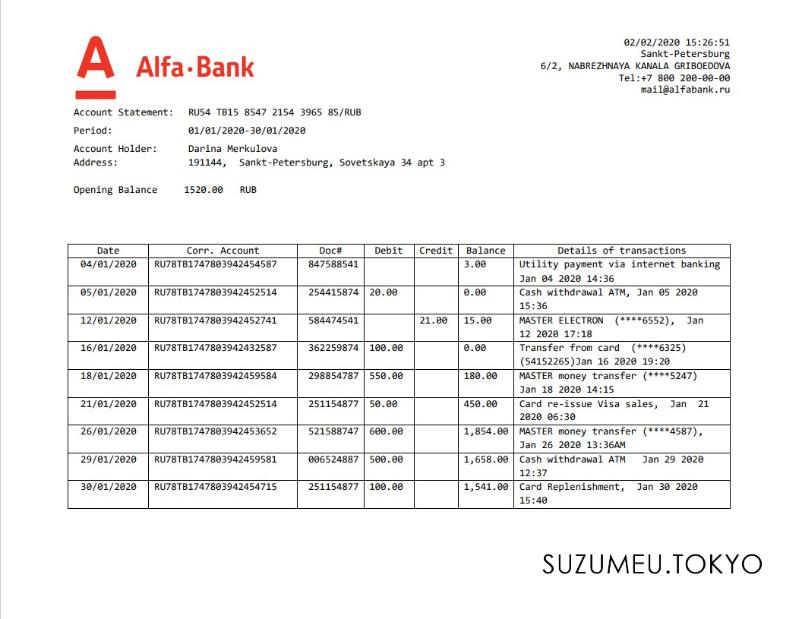 Alfa·Bank
02/02/2020 15:26:51
Sankt-Petersburg
6/2, NABREZHNAYA KANALA GRIBOEDOVA
Tel:+7 800 200-00-00
mail@alfabank.ru
Account Statement: RU54 TB15 8547 2154 3965 85/RUB
Period: 01/01/2020-30/01/2020
Account Holder: Darina Merkulova
Address: 191144, Sankt-Petersburg, Sovetskaya 34 apt 3
Opening Balance 1520.00 RUB
Date Corr. Account Doc# Debit Credit Balance Details of transactions
04/01/2020 RU78TB1747803942454587 847588541 3.00 Utility payment via internet banking
Jan 04 2020 14:36
05/01/2020 RU78TB1747803942452514 254415874 20.00 0.00 Cash withdrawal ATM, Jan 05 2020
15:36
12/01/2020 RU78TB1747803942452741 584474541 21.00 15.00 MASTER ELECTRON (****6552), Jan
12 2020 17:18
16/01/2020 RU78TB1747803942432587 362259874 100.00 0.00 Transfer from card (****6325)
(54152265)Jan 16 2020 19:20
18/01/2020 RU78TB1747803942459584 298854787 550.00 180.00 MASTER money transfer (****5247)
Jan 18 2020 14:15
21/01/2020 RU78TB1747803942452514 251154877 50.00 450.00 Card re-issue Visa sales, Jan 21
2020 06:30
26/01/2020 RU78TB1747803942453652 521588747 600.00 1,854.00 MASTER money transfer (****4587),
Jan 26 2020 13:36AM
29/01/2020 RU78TB1747803942459581 006524887 500.00 1,658.00 Cash withdrawal ATM Jan 29 2020
12:37
30/01/2020 RU78TB1747803942454715 251154877 100.00 1,541.00 Card Replenishment, Jan 30 2020
15:40
SUZUMEU.TOKYO